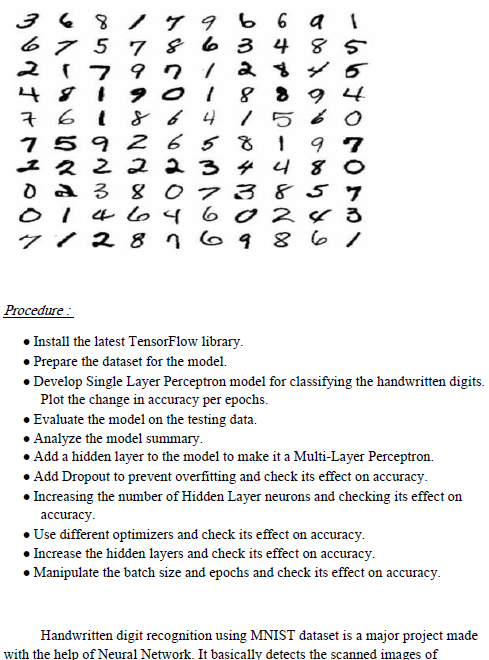 3 6 8 1 7 9 6 6 9 1
6 7 5 7 8 6 3 4 8 5
2 1 7 9 7 1 2 8 4 5
4 8 1 9 0 1 8 8 9 4
7 6 1 8 6 4 1 5 6 0
7 5 9 2 6 5 8 1 9 7
2 2 2 2 2 3 4 4 8 0
0 2 3 8 0 7 3 8 5 7
0 1 4 6 4 6 0 2 4 3
7 1 2 8 7 6 9 8 6 1
Procedure :
● Install the latest TensorFlow library.
● Prepare the dataset for the model.
● Develop Single Layer Perceptron model for classifying the handwritten digits.
Plot the change in accuracy per epochs.
● Evaluate the model on the testing data.
● Analyze the model summary.
● Add a hidden layer to the model to make it a Multi-Layer Perceptron.
● Add Dropout to prevent overfitting and check its effect on accuracy.
● Increasing the number of Hidden Layer neurons and checking its effect on
accuracy.
● Use different optimizers and check its effect on accuracy.
● Increase the hidden layers and check its effect on accuracy.
● Manipulate the batch size and epochs and check its effect on accuracy.
Handwritten digit recognition using MNIST dataset is a major project made
with the help of Neural Network. It basically detects the scanned images of